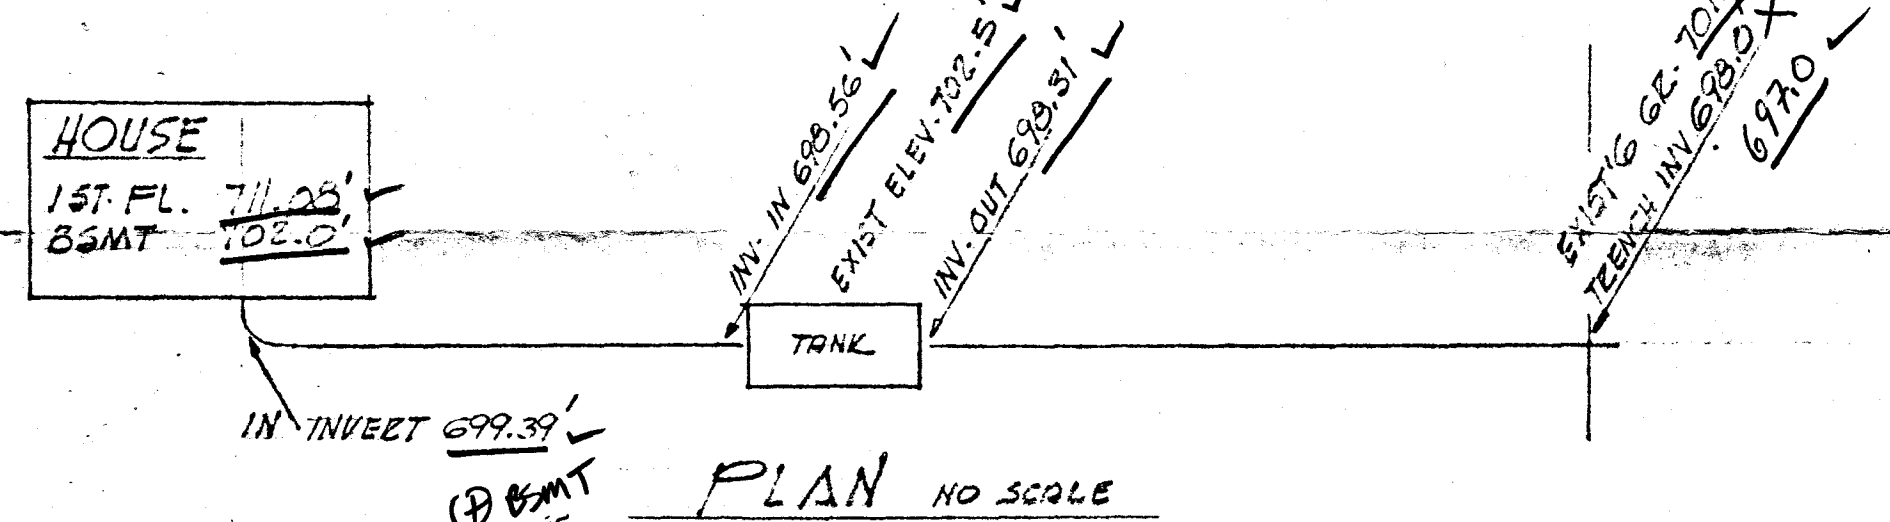 HOUSE
1ST. FL. 711.08'
BSMT 702.0'
INV. IN 698.56'
EXIST ELEV. 702.5'
INV. OUT 698.31'
EXIST'G GR. 701.
TRENCH INV. 698.0'
697.0
TANK
IN INVERT 699.39'
BSMT
PLAN NO SCALE